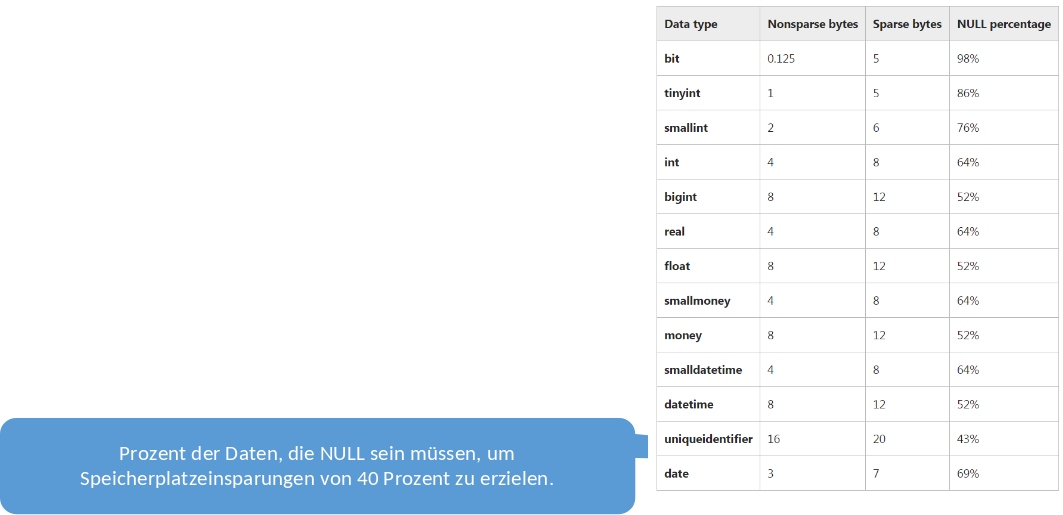 Data type Nonsparse bytes Sparse bytes NULL percentage
bit 0.125 5 98%
tinyint 1 5 86%
smallint 2 6 76%
int 4 8 64%
bigint 8 12 52%
real 4 8 64%
float 8 12 52%
smallmoney 4 8 64%
money 8 12 52%
smalldatetime 4 8 64%
datetime 8 12 52%
uniqueidentifier 16 20 43%
date 3 7 69%
Prozent der Daten, die NULL sein müssen, um
Speicherplatzeinsparungen von 40 Prozent zu erzielen.